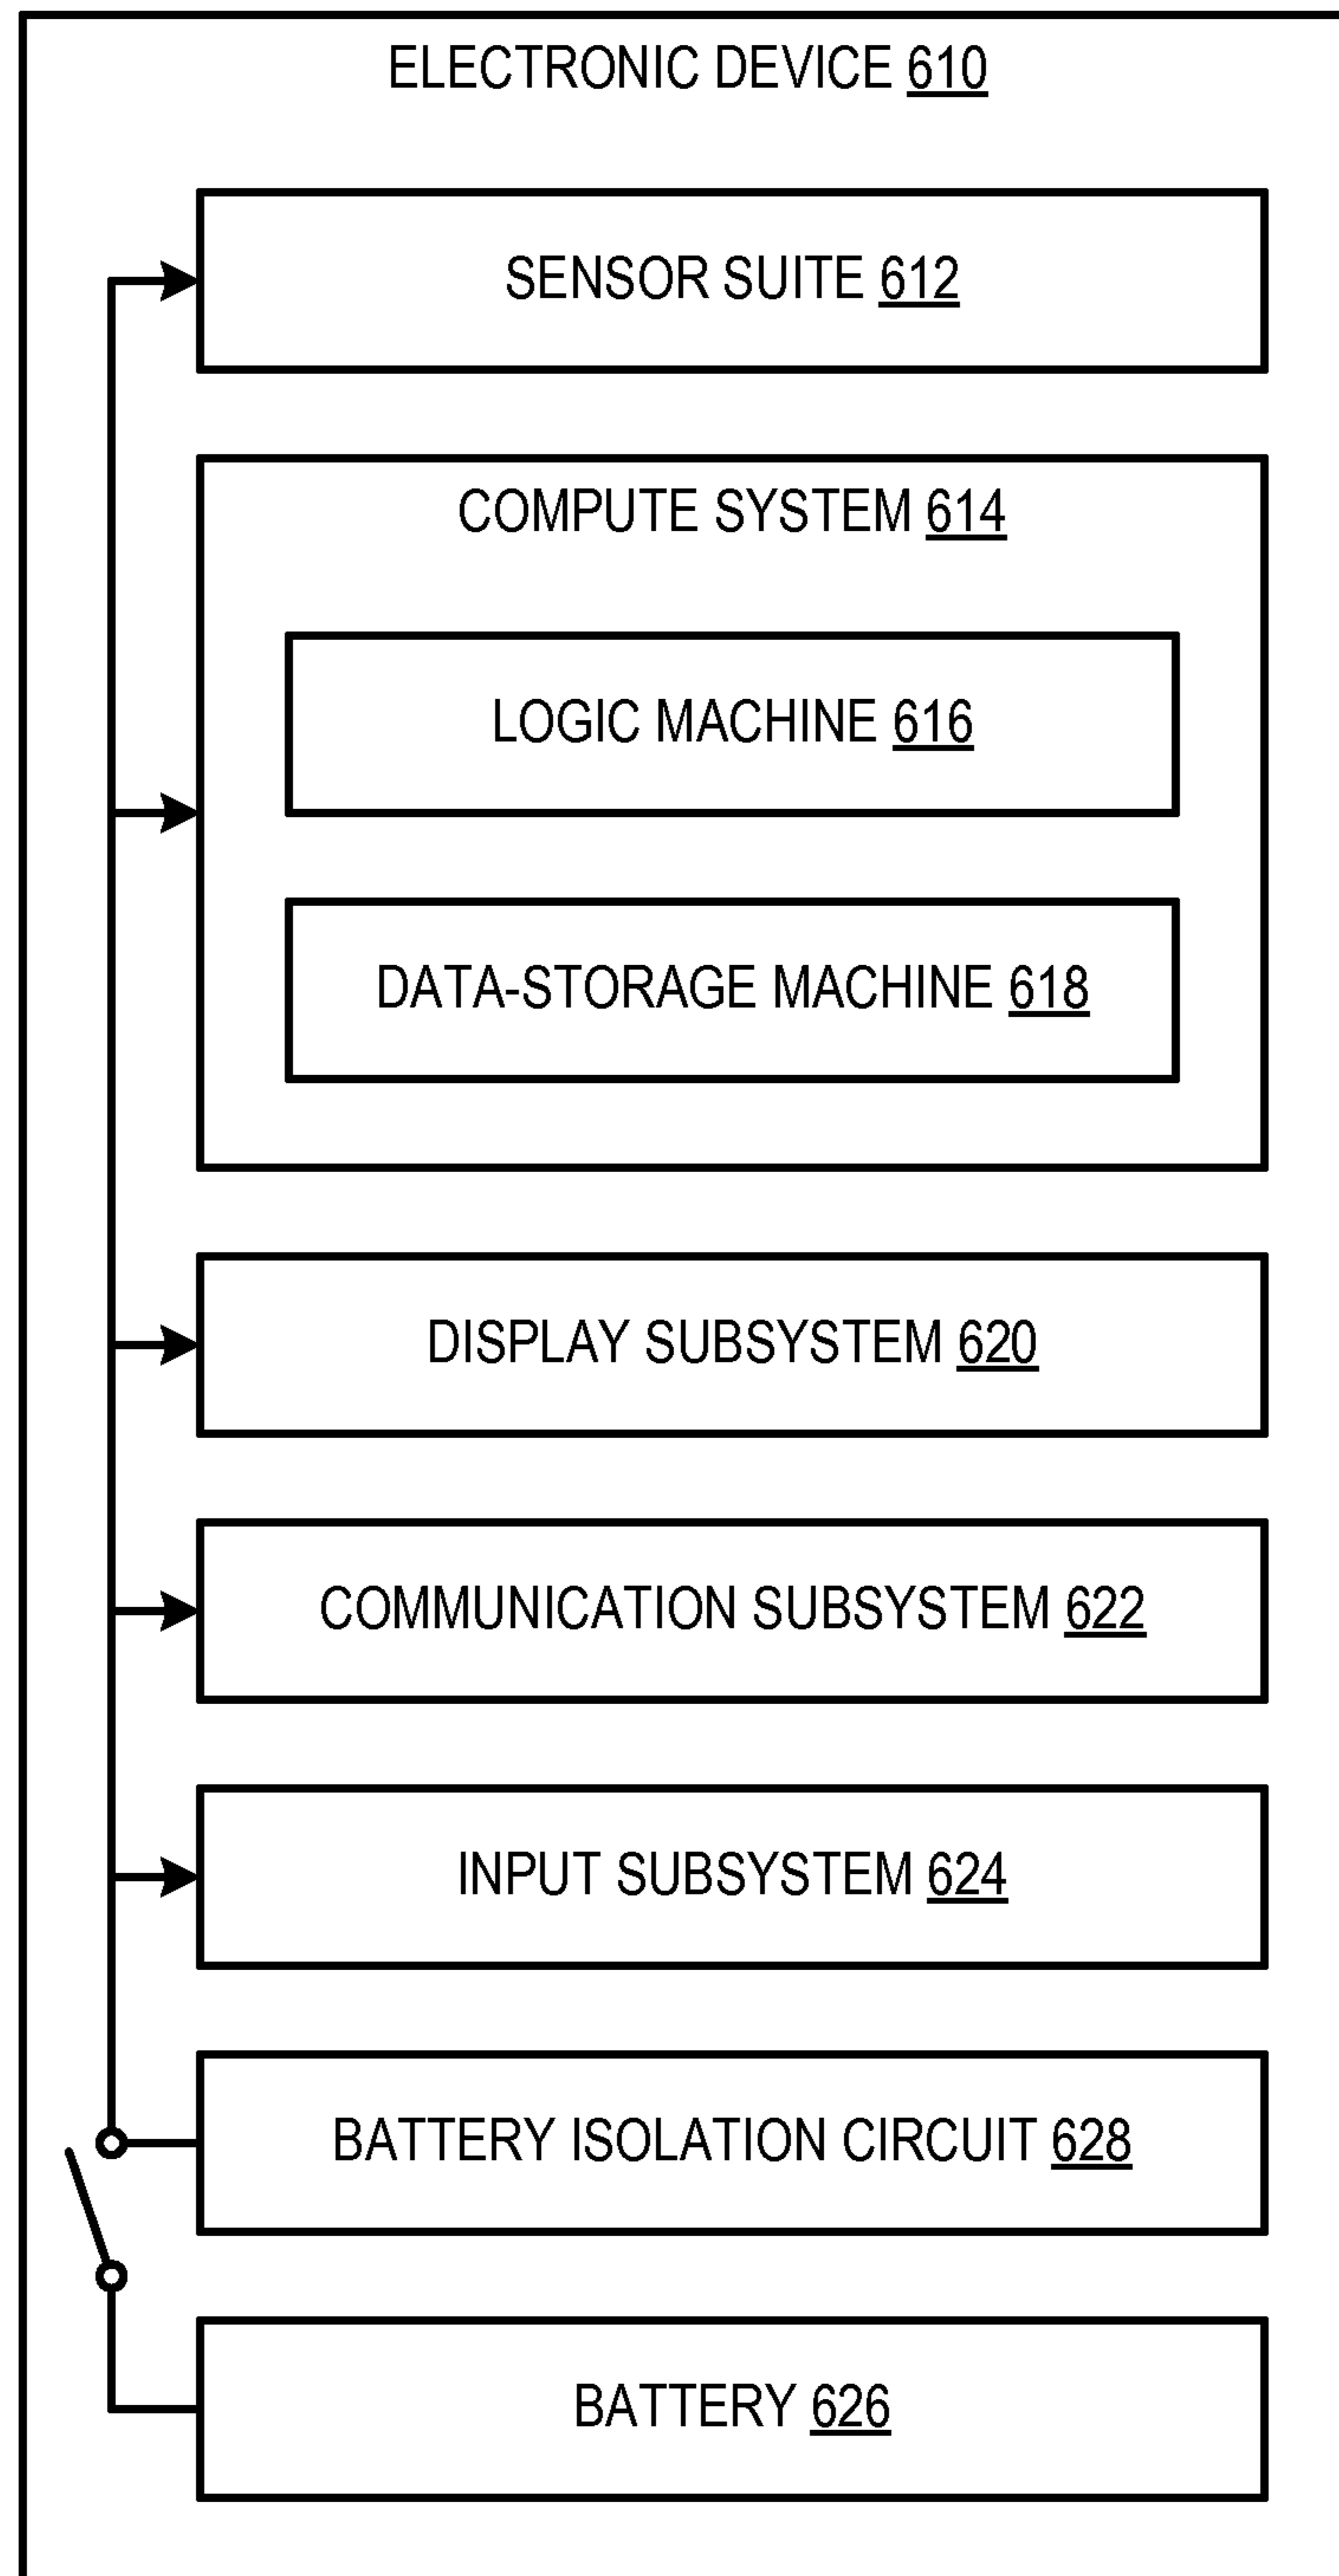 ELECTRONIC DEVICE 610
SENSOR SUITE 612
COMPUTE SYSTEM 614
LOGIC MACHINE 616
DATA-STORAGE MACHINE 618
DISPLAY SUBSYSTEM 620
COMMUNICATION SUBSYSTEM 622
INPUT SUBSYSTEM 624
BATTERY ISOLATION CIRCUIT 628
BATTERY 626